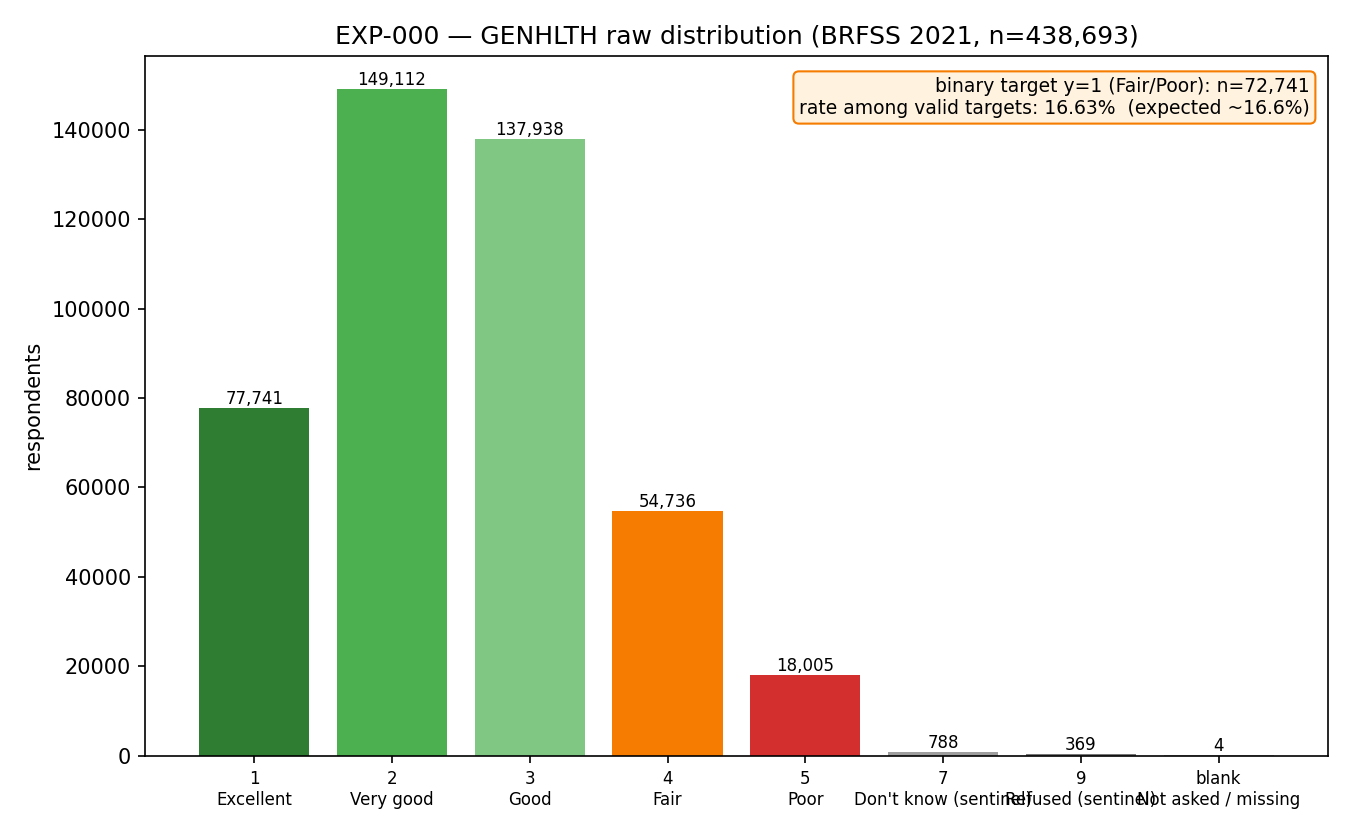 EXP-000 — GENHLTH raw distribution (BRFSS 2021, n=438,693)
binary target y=1 (Fair/Poor): n=72,741
rate among valid targets: 16.63% (expected ~16.6%)
respondents
140000
120000
100000
80000
60000
40000
20000
0
77,741
149,112
137,938
54,736
18,005
788
369
4
1
Excellent
2
Very good
3
Good
4
Fair
5
Poor
7
Don't know (sentinel)
9
Refused (sentinel)
blank
Not asked / missing